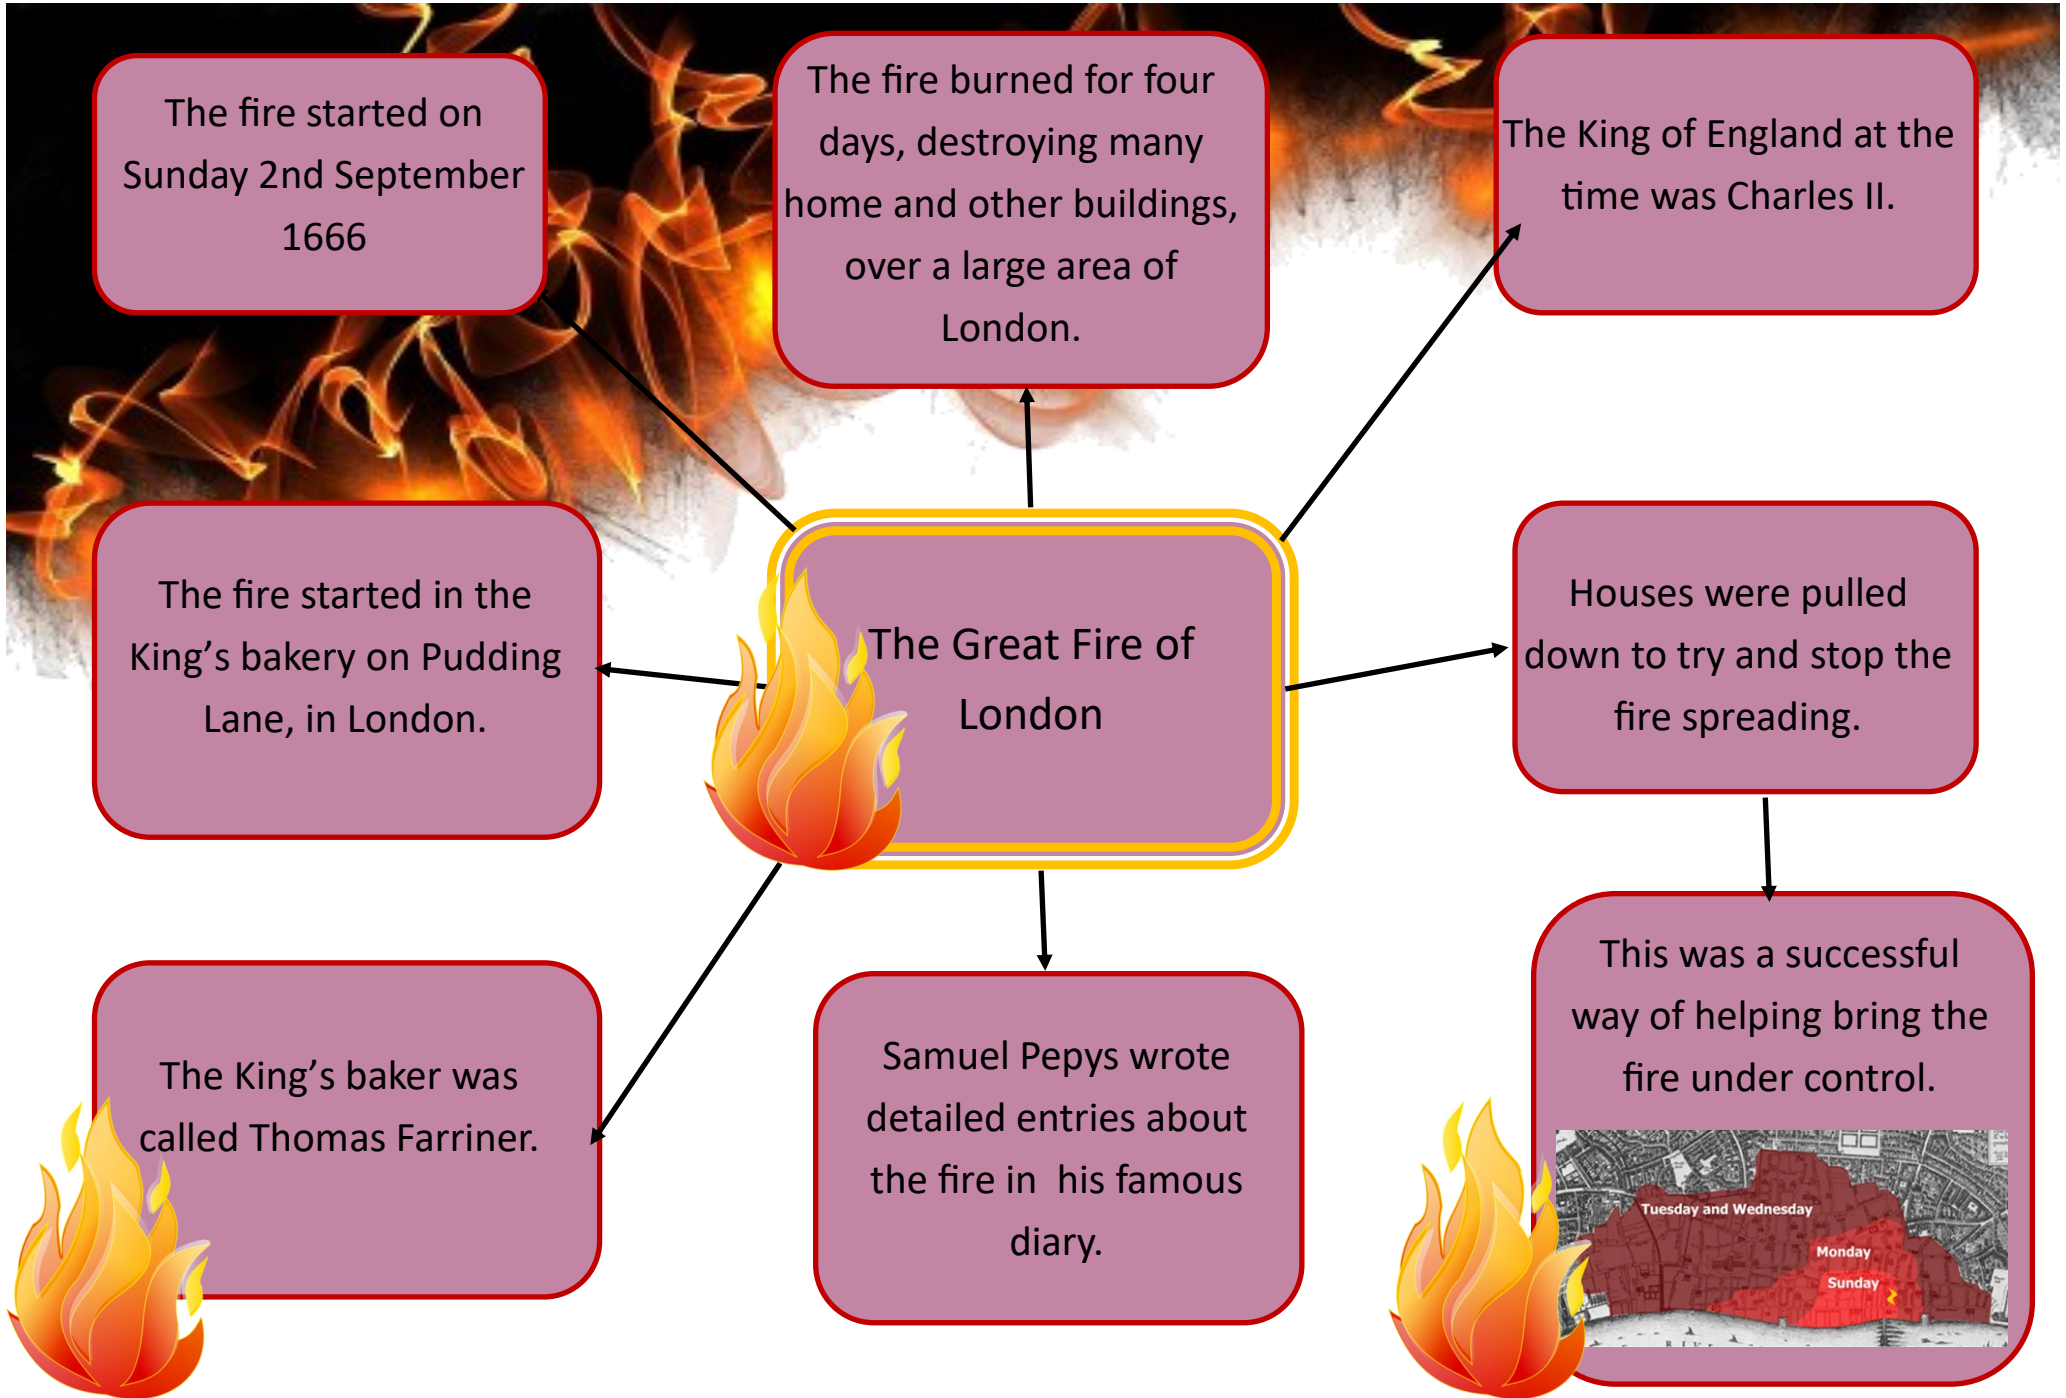 The fire started on
Sunday 2nd September
1666
The fire burned for four
days, destroying many
home and other buildings,
over a large area of
London.
The King of England at the
time was Charles II.
The fire started in the
King’s bakery on Pudding
Lane, in London.
The Great Fire of
London
Houses were pulled
down to try and stop the
fire spreading.
The King’s baker was
called Thomas Farriner.
Samuel Pepys wrote
detailed entries about
the fire in  his famous
diary.
This was a successful
way of helping bring the
fire under control.
Tuesday and Wednesday
Monday
Sunday